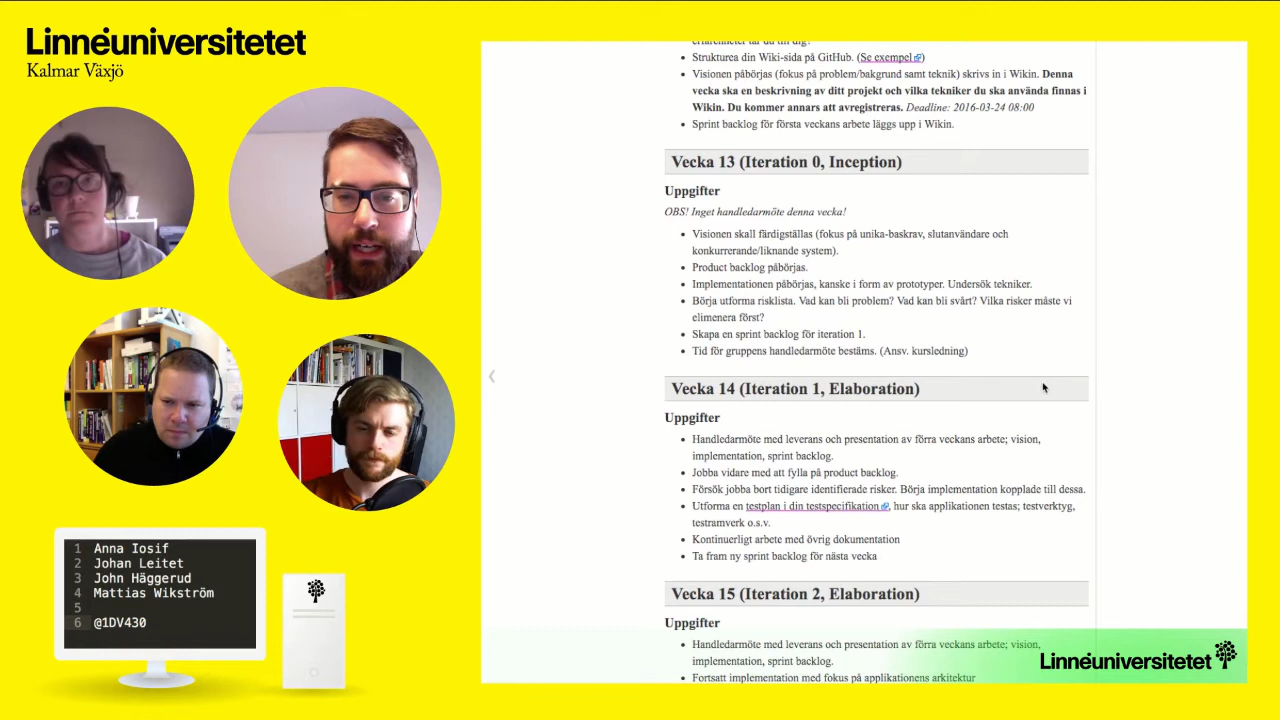 Linnéuniversitetet
Kalmar Växjö
1 Anna Iosif
2 Johan Leitet
3 John Häggerud
4 Mattias Wikström
5
6 @1DV430
Strukturea din Wiki-sida på GitHub. (Se exempel)
Visionen påbörjas (fokus på problem/bakgrund samt teknik) skrivs in i Wikin. Denna
vecka ska en beskrivning av ditt projekt och vilka tekniker du ska använda finnas i
Wikin. Du kommer annars att avregistreras. Deadline: 2016-03-24 08:00
Sprint backlog för första veckans arbete läggs upp i Wikin.
Vecka 13 (Iteration 0, Inception)
Uppgifter
OBS! Inget handledarmöte denna vecka!
Visionen skall färdigställas (fokus på unika-baskrav, slutanvändare och
konkurrerande/liknande system).
Product backlog påbörjas.
Implementationen påbörjas, kanske i form av prototyper. Undersök tekniker.
Börja utforma risklista. Vad kan bli problem? Vad kan bli svårt? Vilka risker måste vi
elimenera först?
Skapa en sprint backlog för iteration 1.
Tid för gruppens handledarmöte bestäms. (Ansv. kursledning)
Vecka 14 (Iteration 1, Elaboration)
Uppgifter
Handledarmöte med leverans och presentation av förra veckans arbete; vision,
implementation, sprint backlog.
Jobba vidare med att fylla på product backlog.
Försök jobba bort tidigare identifierade risker. Börja implementation kopplade till dessa.
Utforma en testplan i din testspecifikation, hur ska applikationen testas; testverktyg,
testramverk o.s.v.
Kontinuerligt arbete med övrig dokumentation
Ta fram ny sprint backlog för nästa vecka
Vecka 15 (Iteration 2, Elaboration)
Uppgifter
Handledarmöte med leverans och presentation av förra veckans arbete; vision,
implementation, sprint backlog.
Fortsatt implementation med fokus på applikationens arkitektur
Linnéuniversitetet